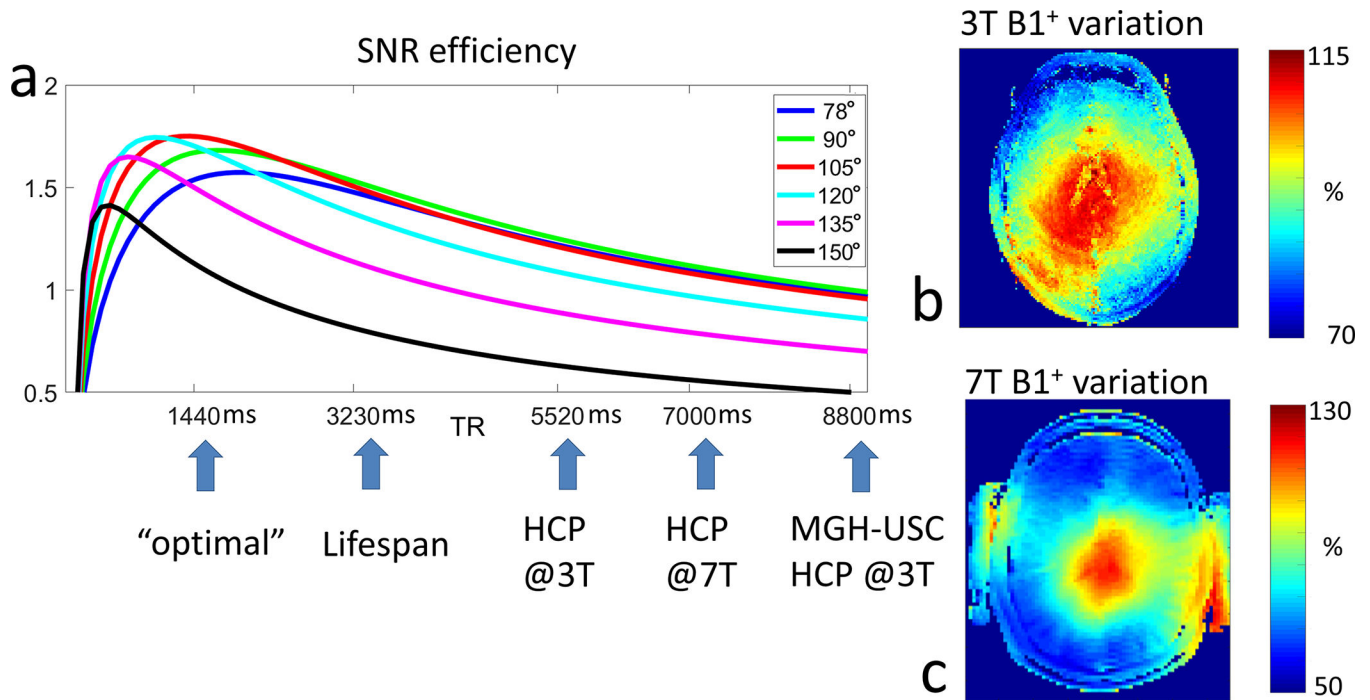 a
SNR efficiency
2
1.5
1
0.5
78°
90°
105°
120°
135°
150°
1440ms
3230ms
TR
5520ms
7000ms
8800ms
“optimal”
Lifespan
HCP
@3T
HCP
@7T
MGH-USC
HCP @3T
b
3T B1⁺ variation
115
%
70
c
7T B1⁺ variation
130
%
50